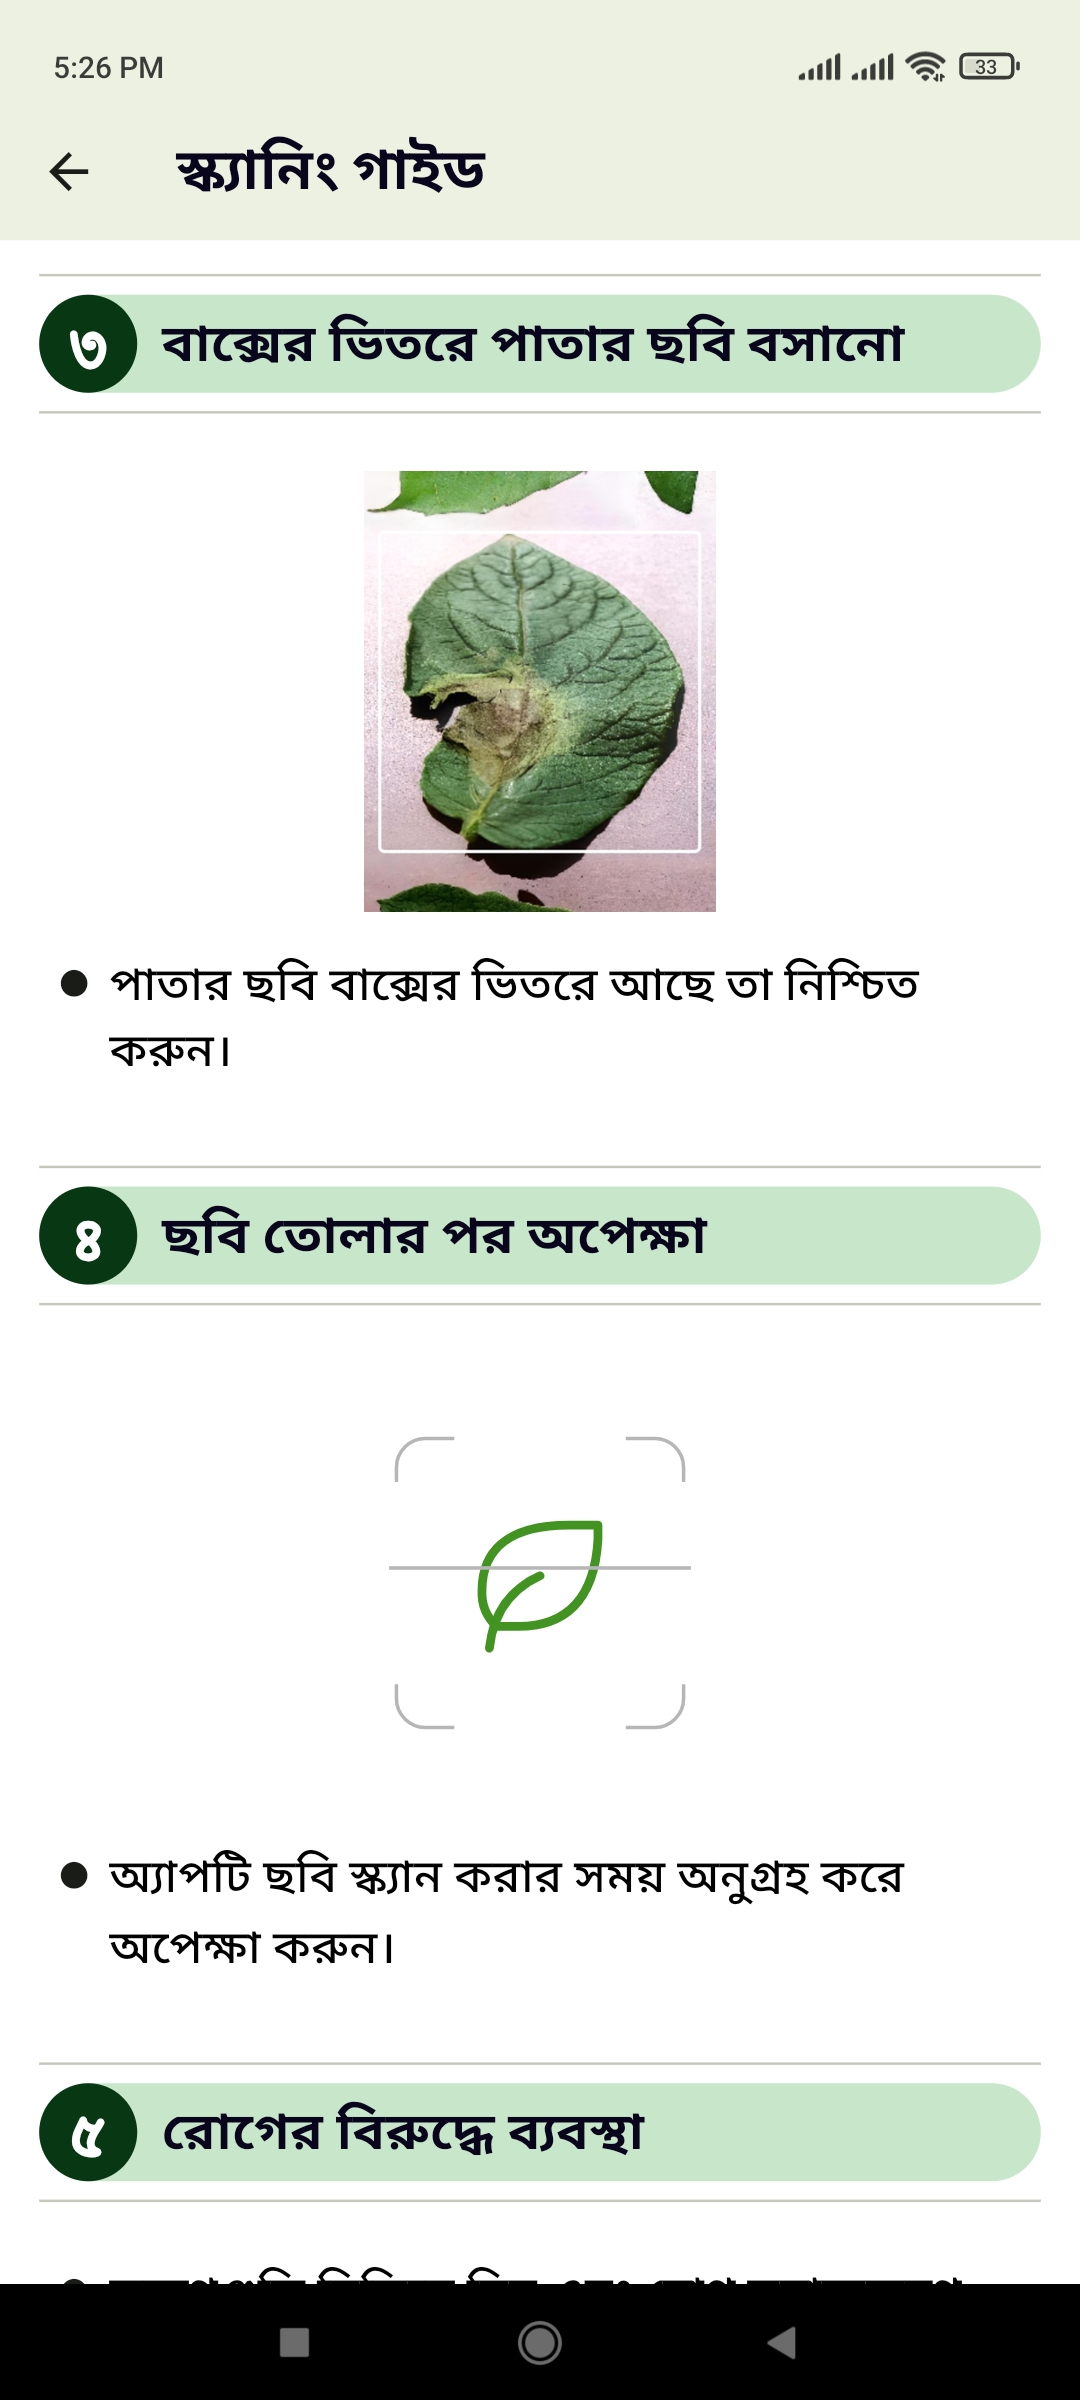 5:26 PM
33
স্ক্যানিং গাইড
৩ বাক্সের ভিতরে পাতার ছবি বসানো
পাতার ছবি বাক্সের ভিতরে আছে তা নিশ্চিত
করুন।
৪ ছবি তোলার পর অপেক্ষা
অ্যাপটি ছবি স্ক্যান করার সময় অনুগ্রহ করে
অপেক্ষা করুন।
৫ রোগের বিরুদ্ধে ব্যবস্থা